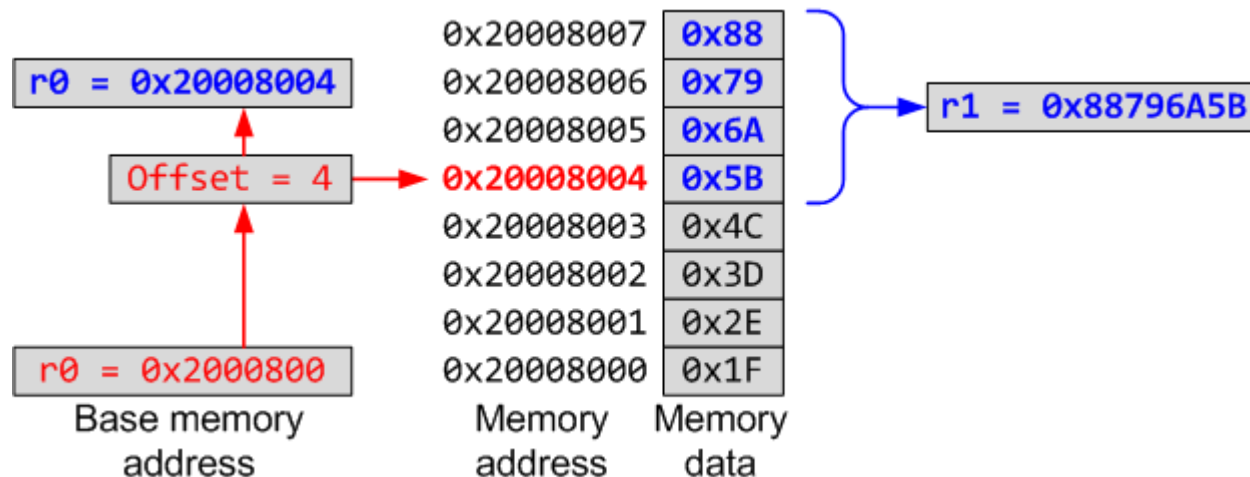 0x20008007 0x88
r0 = 0x20008004 0x20008006 0x79
r1 = 0x88796A5B
0x20008005 0x6A
Offset = 4 0x20008004 0x5B
0x20008003 0x4C
0x20008002 0x3D
0x20008001 0x2E
r0 = 0x2000800 0x20008000 0x1F
Base memory Memory Memory
address address data